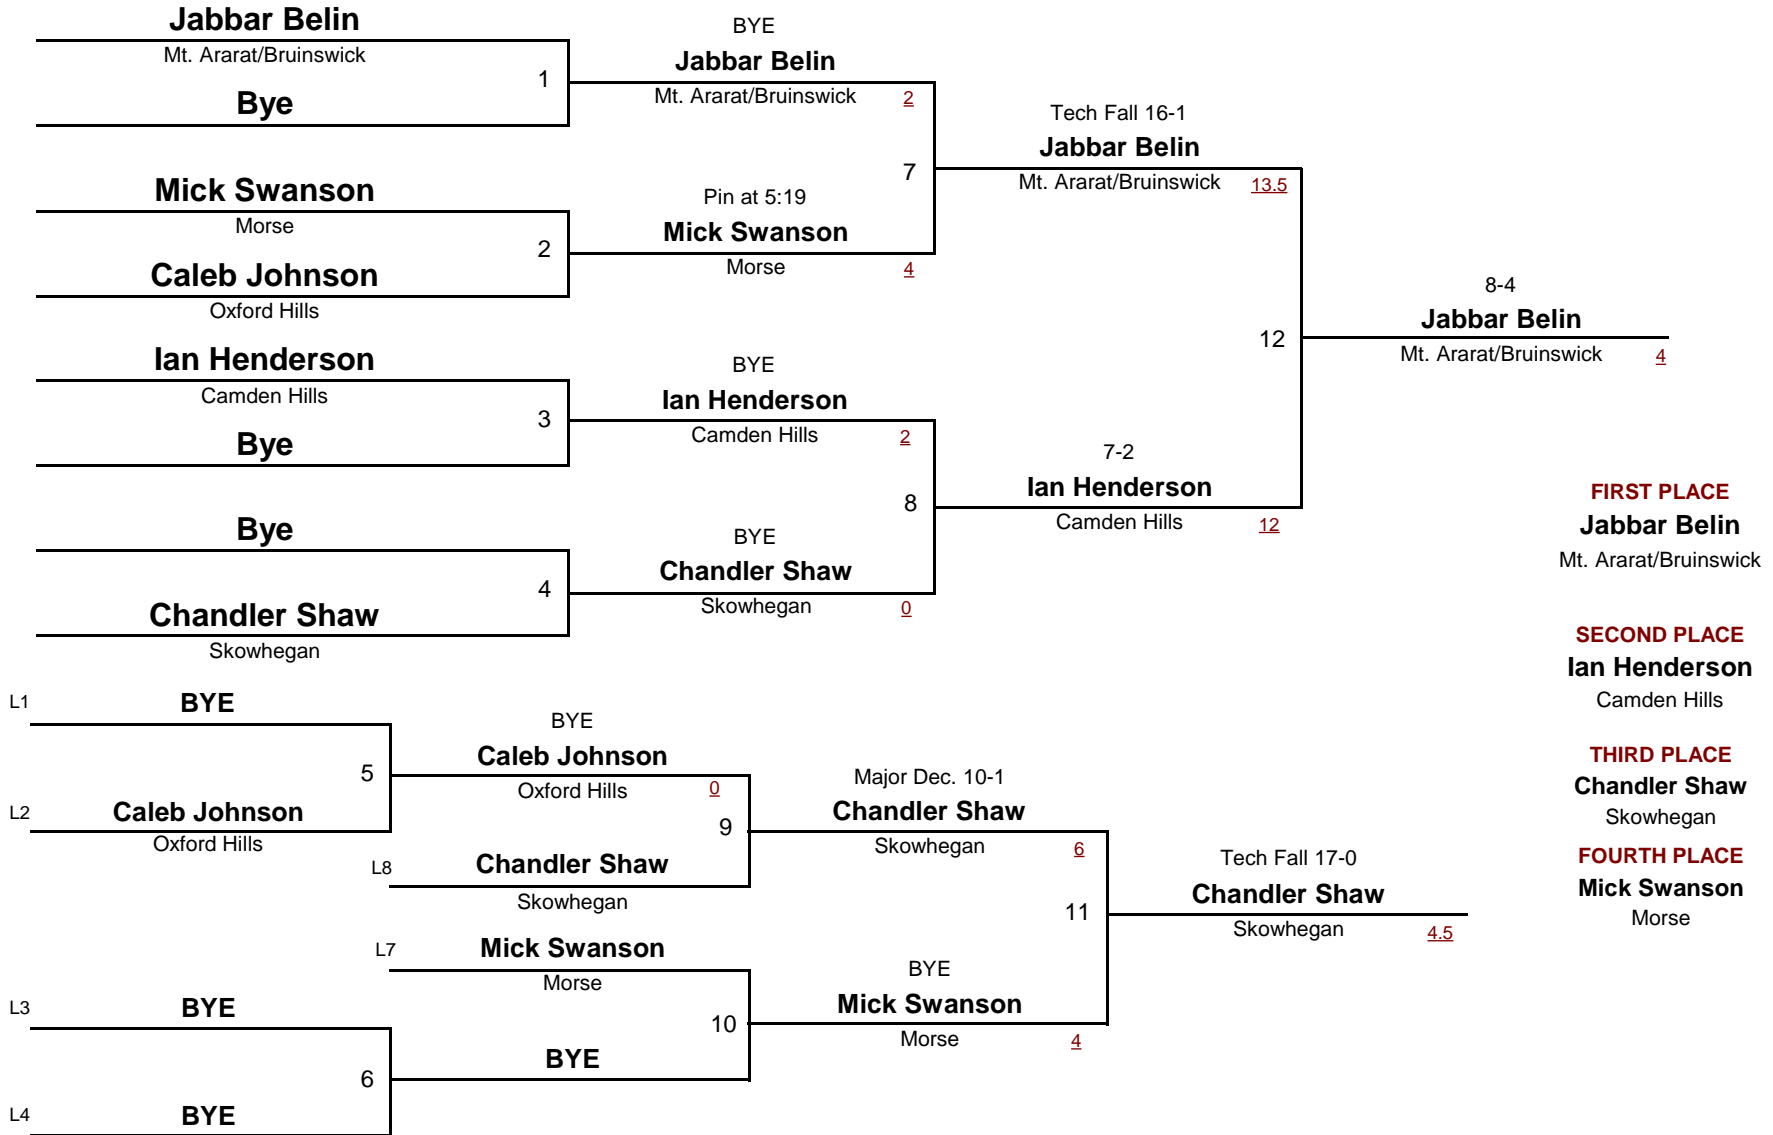 Jabbar Belin
Mt. Ararat/Bruinswick
1
Bye
BYE
Jabbar Belin
Mt. Ararat/Bruinswick 2
Mick Swanson
Morse
2
Caleb Johnson
Oxford Hills
Pin at 5:19
Mick Swanson
Morse 4
7
Tech Fall 16-1
Jabbar Belin
Mt. Ararat/Bruinswick 13.5
Ian Henderson
Camden Hills
3
Bye
BYE
Ian Henderson
Camden Hills 2
Bye
4
Chandler Shaw
Skowhegan
BYE
Chandler Shaw
Skowhegan 0
8
7-2
Ian Henderson
Camden Hills 12
12
8-4
Jabbar Belin
Mt. Ararat/Bruinswick 4
FIRST PLACE
Jabbar Belin
Mt. Ararat/Bruinswick
SECOND PLACE
Ian Henderson
Camden Hills
THIRD PLACE
Chandler Shaw
Skowhegan
FOURTH PLACE
Mick Swanson
Morse
L1 BYE
5
L2 Caleb Johnson
Oxford Hills
BYE
Caleb Johnson
Oxford Hills 0
9
L8 Chandler Shaw
Skowhegan
Major Dec. 10-1
Chandler Shaw
Skowhegan 6
L7 Mick Swanson
Morse
10
BYE
L3 BYE
6
L4 BYE
BYE
Mick Swanson
Morse 4
11
Tech Fall 17-0
Chandler Shaw
Skowhegan 4.5